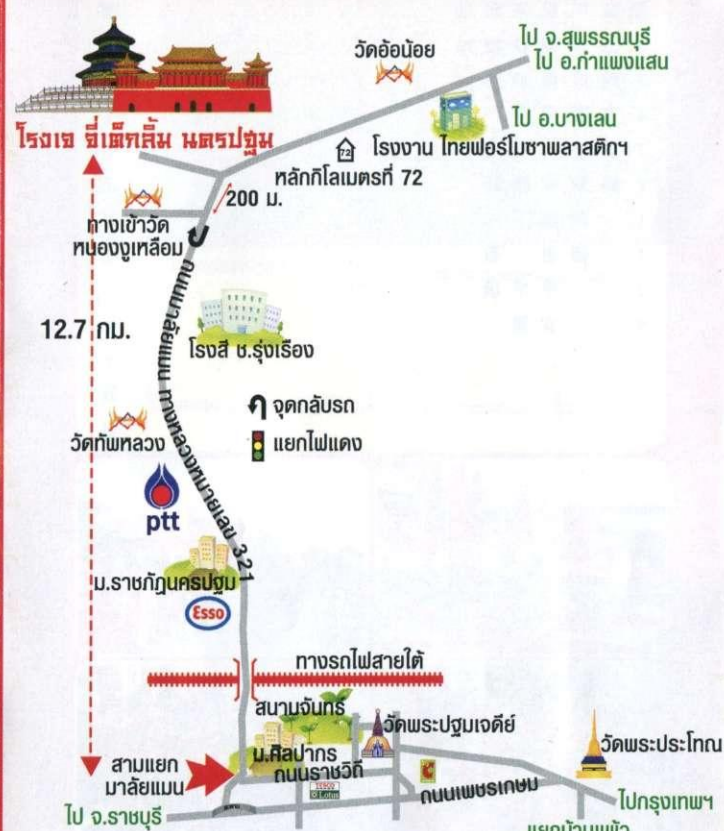 วัดอ้อน้อย
ไป จ.สุพรรณบุรี
ไป อ.กำแพงแสน
ไป อ.บางเลน
โรงเจ จี่เต็กลิ้ม นครปฐม
โรงงาน ไทยฟอร์โมซาพลาสติกฯ
72
หลักกิโลเมตรที่ 72
200 ม.
ทางเข้าวัด
หนองงูเหลือม
12.7 กม.
โรงสี ช.รุ่งเรือง
ถนนมาลัยแมน ทางหลวงหมายเลข 321
จุดกลับรถ
แยกไฟแดง
วัดทัพหลวง
ptt
ม.ราชภัฏนครปฐม
Esso
ทางรถไฟสายใต้
สนามจันทร์
วัดพระปฐมเจดีย์
ม.ศิลปากร
วัดพระประโทณ
สามแยก
มาลัยแมน
ถนนราชวิถี
TESCO
Lotus
ถนนเพชรเกษม
ไป จ.ราชบุรี
ไปกรุงเทพฯ